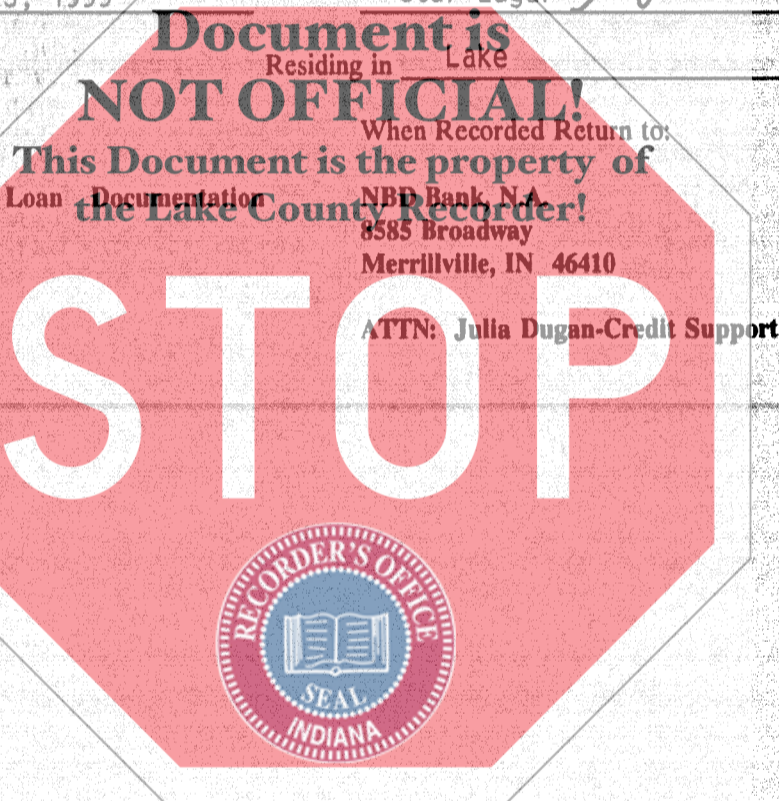 Document is
Residing in Lake
NOT OFFICIAL!
When Recorded Return to:
This Document is the property of
Loan Documentation NBD Bank, N.A.
the Lake County Recorder!
8585 Broadway
Merrillville, IN 46410
ATTN: Julia Dugan-Credit Support
STOP
RECORDER'S OFFICE
SEAL
INDIANA